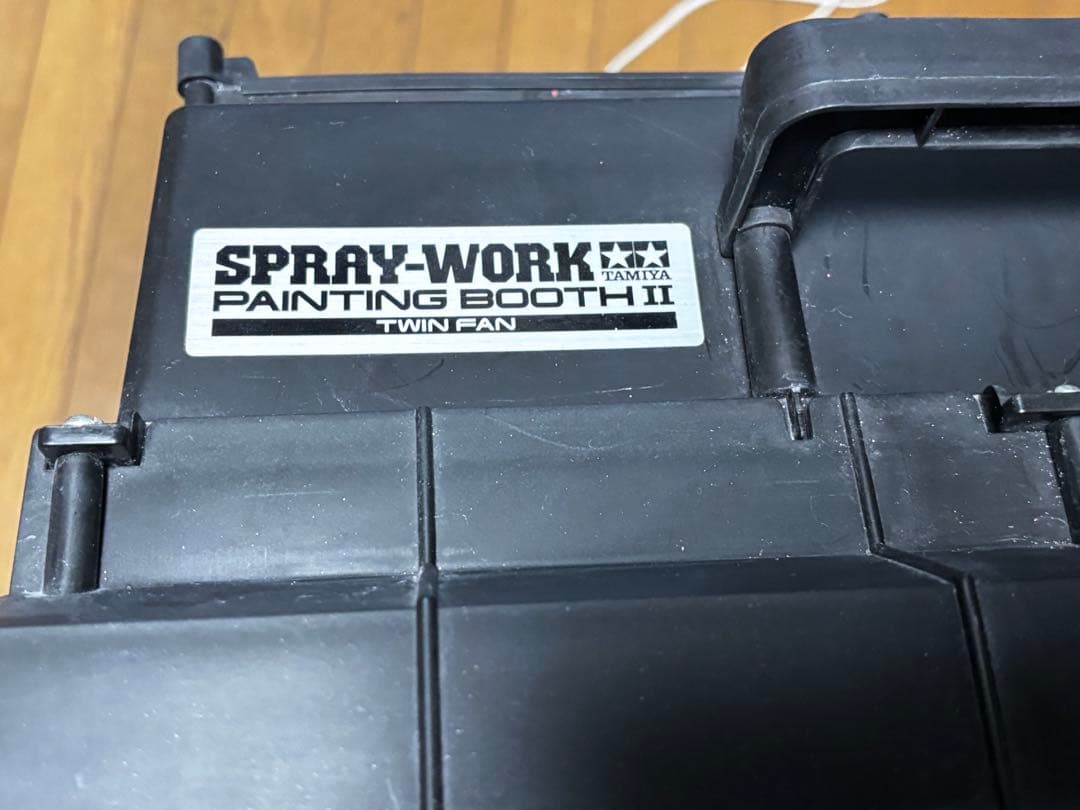 SPRAY-WORK
TAMIYA
PAINTING BOOTH II
TWIN FAN